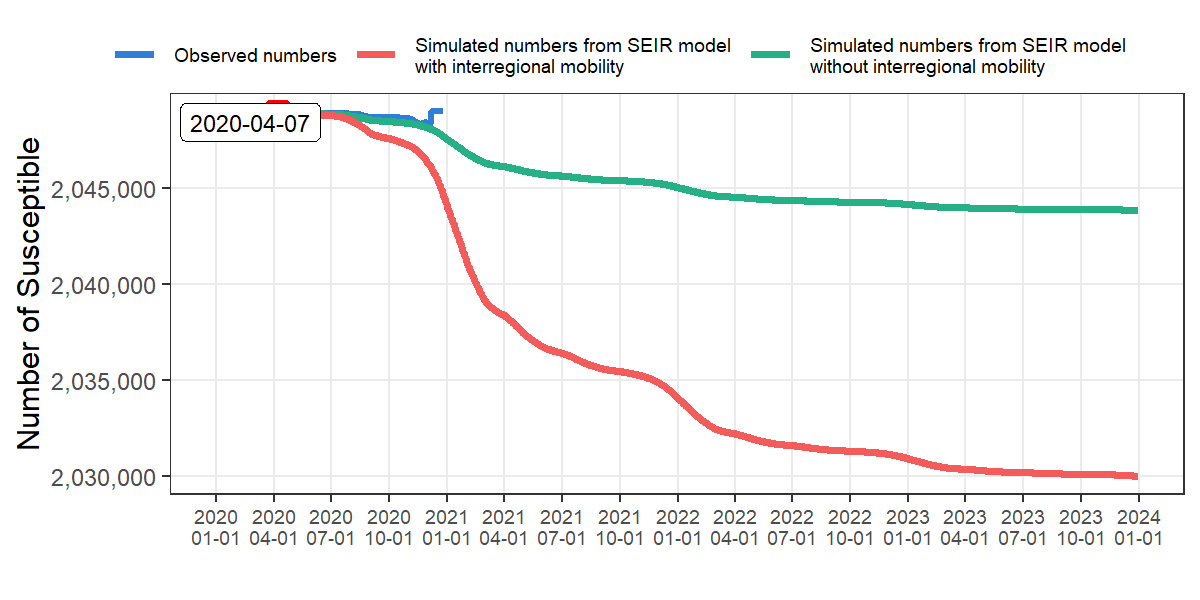 Observed numbers
Simulated numbers from SEIR model
with interregional mobility
Simulated numbers from SEIR model
without interregional mobility
2020-04-07
Number of Susceptible
2,045,000
2,040,000
2,035,000
2,030,000
2020 2020 2020 2020 2021 2021 2021 2021 2022 2022 2022 2022 2023 2023 2023 2023 2024
01-01 04-01 07-01 10-01 01-01 04-01 07-01 10-01 01-01 04-01 07-01 10-01 01-01 04-01 07-01 10-01 01-01